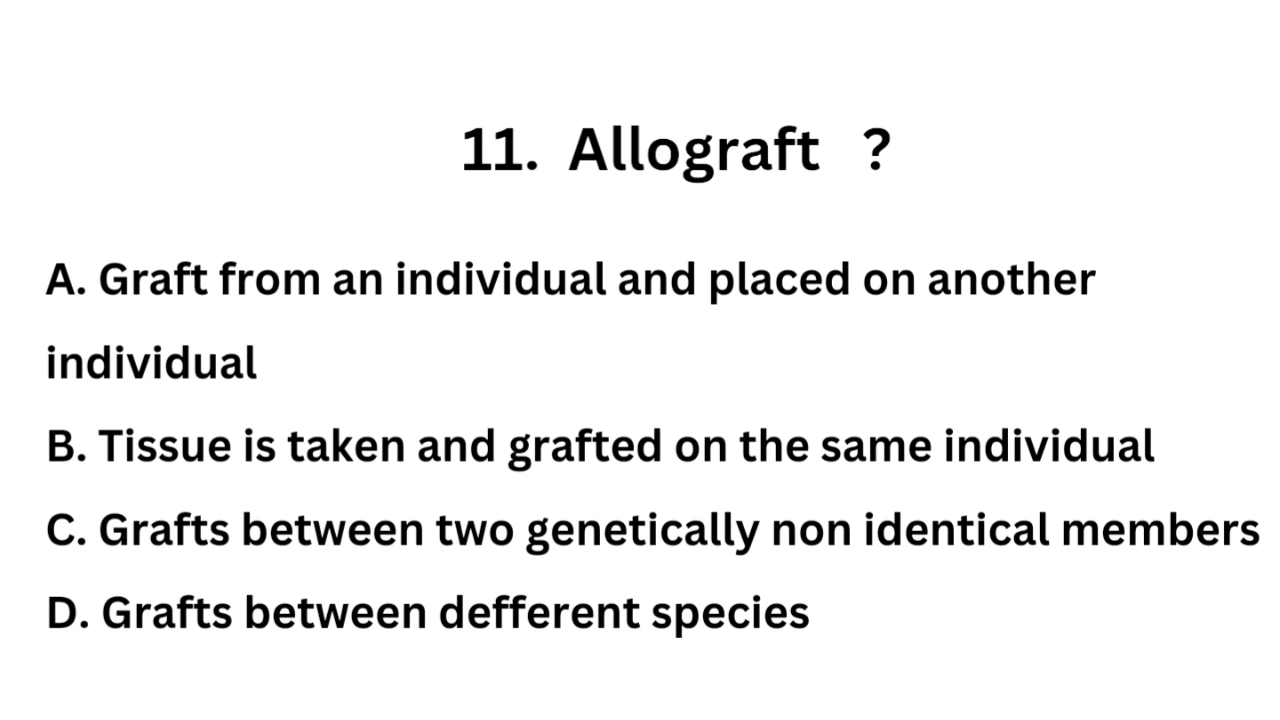 11. Allograft ?
A. Graft from an individual and placed on another
individual
B. Tissue is taken and grafted on the same individual
C. Grafts between two genetically non identical members
D. Grafts between defferent species